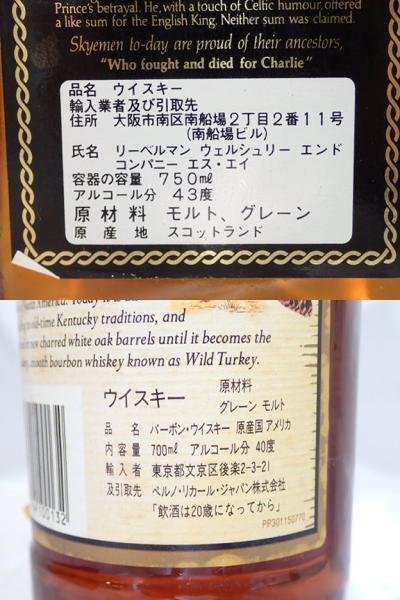 Prince's betrayal. He, with a touch of Celtic humour, offered
a like sum for the English King. Neither sum was claimed.
Skyemen to-day are proud of their ancestors,
"Who fought and died for Charlie"
品名 ウイスキー
輸入業者及び引取先
住所 大阪市南区南船場2丁目2番11号
(南船場ビル)
氏名 リーベルマン ウェルシュリー エンド
コンパニー エス・エイ
容器の容量 750ml
アルコール分 43度
原材料 モルト、グレーン
原産地 スコットランド
North America. Today it is
old-time Kentucky traditions, and
new charred white oak barrels until it becomes the
smooth bourbon whiskey known as Wild Turkey.
ウイスキー 原材料
グレーン モルト
品名 バーボン・ウイスキー 原産国 アメリカ
内容量 700ml アルコール分 40度
輸入者 東京都文京区後楽2-3-21
及引取先 ペルノ・リカール・ジャパン株式会社
「飲酒は20歳になってから」
00132
PP301150770